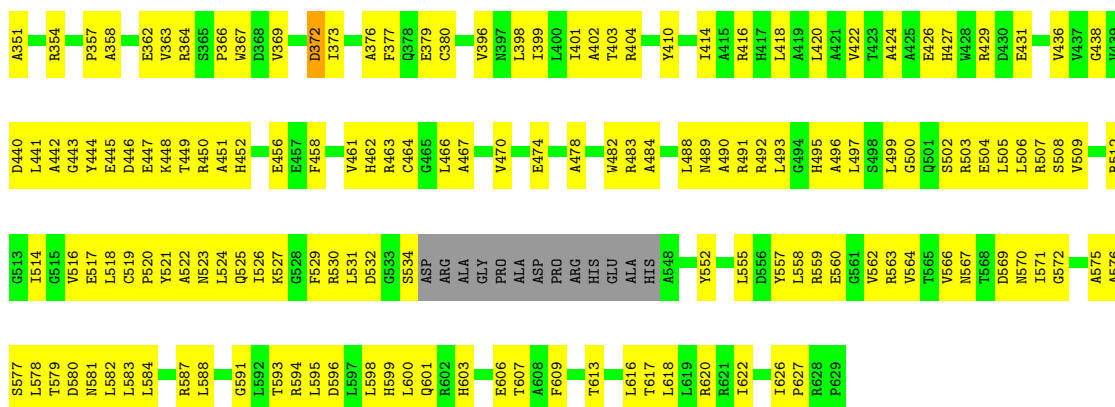 A351 R354 P357 A358 E362 V363 R364 S365 P366 W367 D368 V369 D372 I373 A376 F377 Q378 E379 C380 V396 N397 L398 I399 L400 I401 A402 T403 R404 Y410 I414 A415 R416 H417 L418 A419 L420 A421 V422 T423 A424 A425 E426 H427 W428 R429 D430 E431 V436 V437 G438 V439
D440 L441 A442 G443 Y444 E445 D446 E447 K448 T449 R450 A451 H452 E456 E457 F458 V461 H462 R463 C464 G465 L466 A467 V470 E474 A478 W482 R483 A484 L488 N489 A490 R491 R492 L493 G494 H495 A496 L497 S498 L499 G500 Q501 S502 R503 E504 L505 L506 R507 S508 V509 R512
G513 I514 G515 V516 E517 L518 C519 P520 Y521 A522 N523 L524 Q525 I526 K527 G528 F529 R530 L531 D532 G533 S534 ASP ARG ALA GLY PRO ALA ASP PRO ARG HIS GLU ALA HIS A548 Y552 L555 D556 Y557 L558 R559 E560 G561 V562 R563 V564 T565 V566 N567 T568 D569 N570 I571 G572 A575 A576
S577 L578 T579 D580 N581 L582 L583 L584 R587 L588 G591 L592 T593 R594 L595 D596 L597 L598 H599 L600 Q601 R602 H603 E606 T607 A608 F609 T613 L616 T617 L618 L619 R620 R621 I622 I626 P627 R628 P629